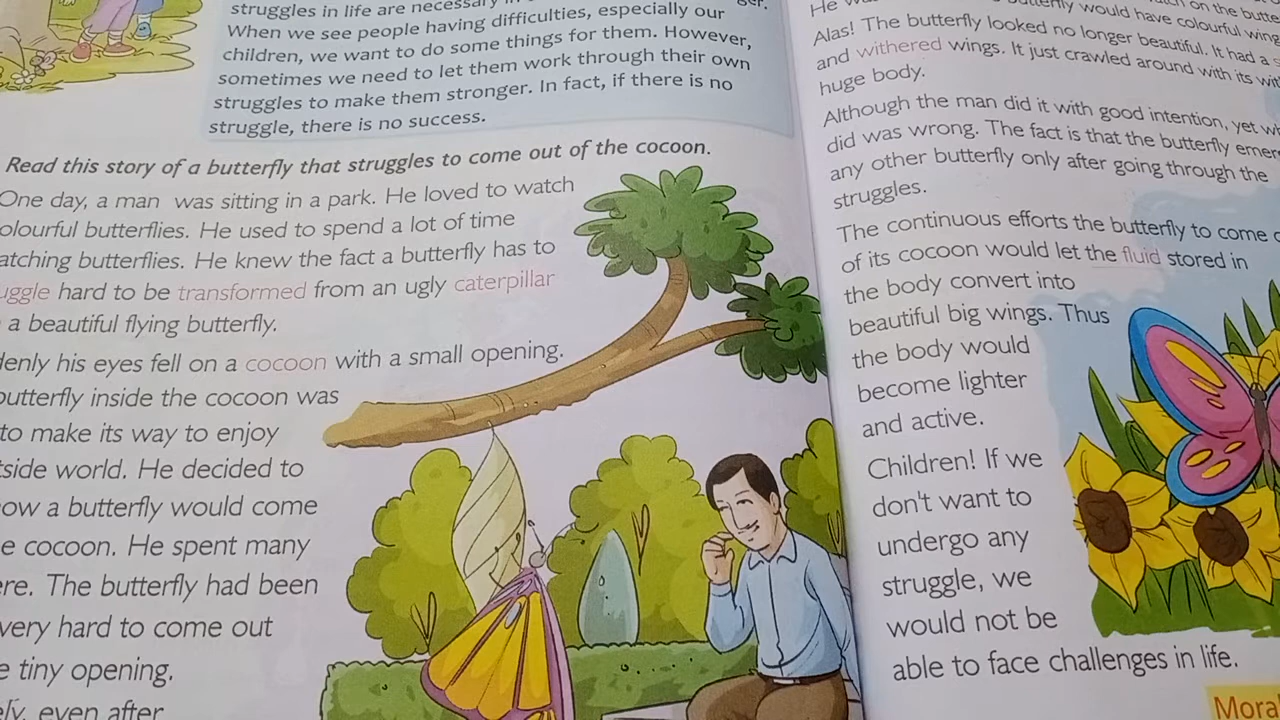 struggles in life are necessary
When we see people having difficulties, especially our
children, we want to do some things for them. However,
sometimes we need to let them work through their own
struggles to make them stronger. In fact, if there is no
struggle, there is no success.
Read this story of a butterfly that struggles to come out of the cocoon.
One day, a man was sitting in a park. He loved to watch
olourful butterflies. He used to spend a lot of time
atching butterflies. He knew the fact a butterfly has to
uggle hard to be transformed from an ugly caterpillar
a beautiful flying butterfly.
denly his eyes fell on a cocoon with a small opening.
butterfly inside the cocoon was
to make its way to enjoy
tside world. He decided to
ow a butterfly would come
e cocoon. He spent many
ere. The butterfly had been
very hard to come out
e tiny opening.
ely, even after
He
butterfly would have colourful wing
Alas! The butterfly looked no longer beautiful. It had a s
and withered wings. It just crawled around with its wit
huge body.
Although the man did it with good intention, yet w
did was wrong. The fact is that the butterfly emer
any other butterfly only after going through the
struggles.
The continuous efforts the butterfly to come o
of its cocoon would let the fluid stored in
the body convert into
beautiful big wings. Thus
the body would
become lighter
and active.
Children! If we
don't want to
undergo any
struggle, we
would not be
able to face challenges in life.
Mora